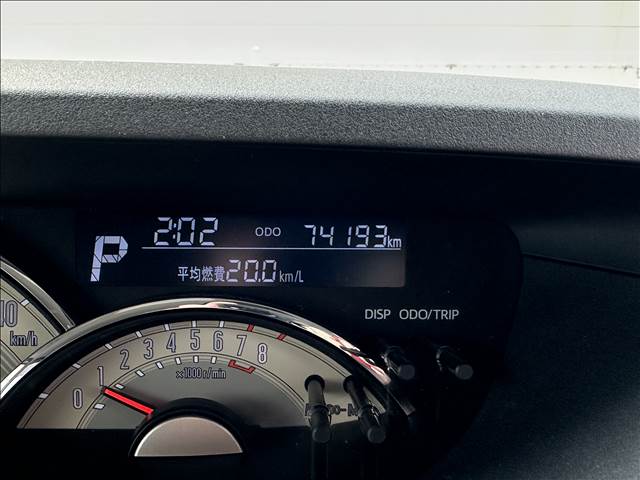 2:02 ODO 74193km
P
平均燃費20.0km/L
DISP ODO/TRIP
km/h
0 1 2 3 4 5 6 7 8
×1000r/min